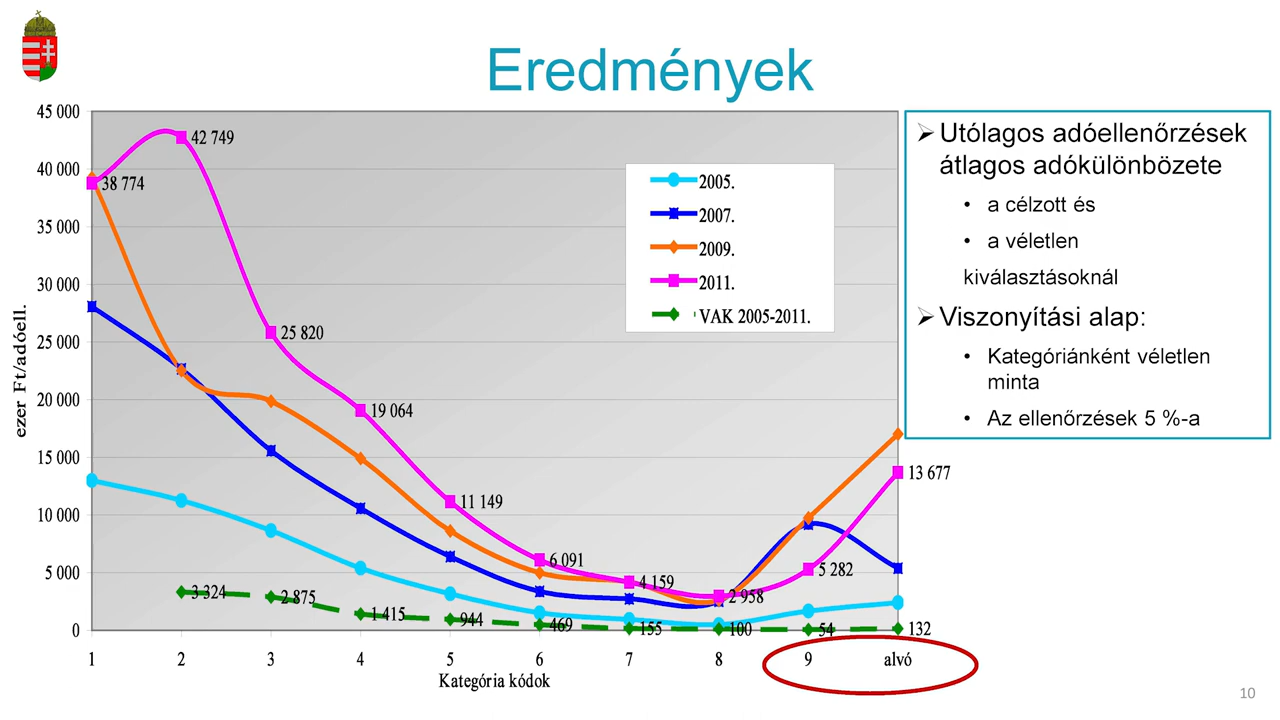 Eredmények
45 000
40 000
35 000
30 000
25 000
20 000
15 000
10 000
5 000
0
ezer Ft/adóell.
38 774
42 749
25 820
19 064
11 149
6 091
4 159
2 958
5 282
13 677
3 324
2 875
1 415
944
469
155
100
54
132
2005.
2007.
2009.
2011.
VAK 2005-2011.
1 2 3 4 5 6 7 8 9 alvó
Kategória kódok
Utólagos adóellenőrzések
átlagos adókülönbözete
• a célzott és
• a véletlen
kiválasztásoknál
Viszonyítási alap:
• Kategóriánként véletlen
minta
• Az ellenőrzések 5 %-a
10